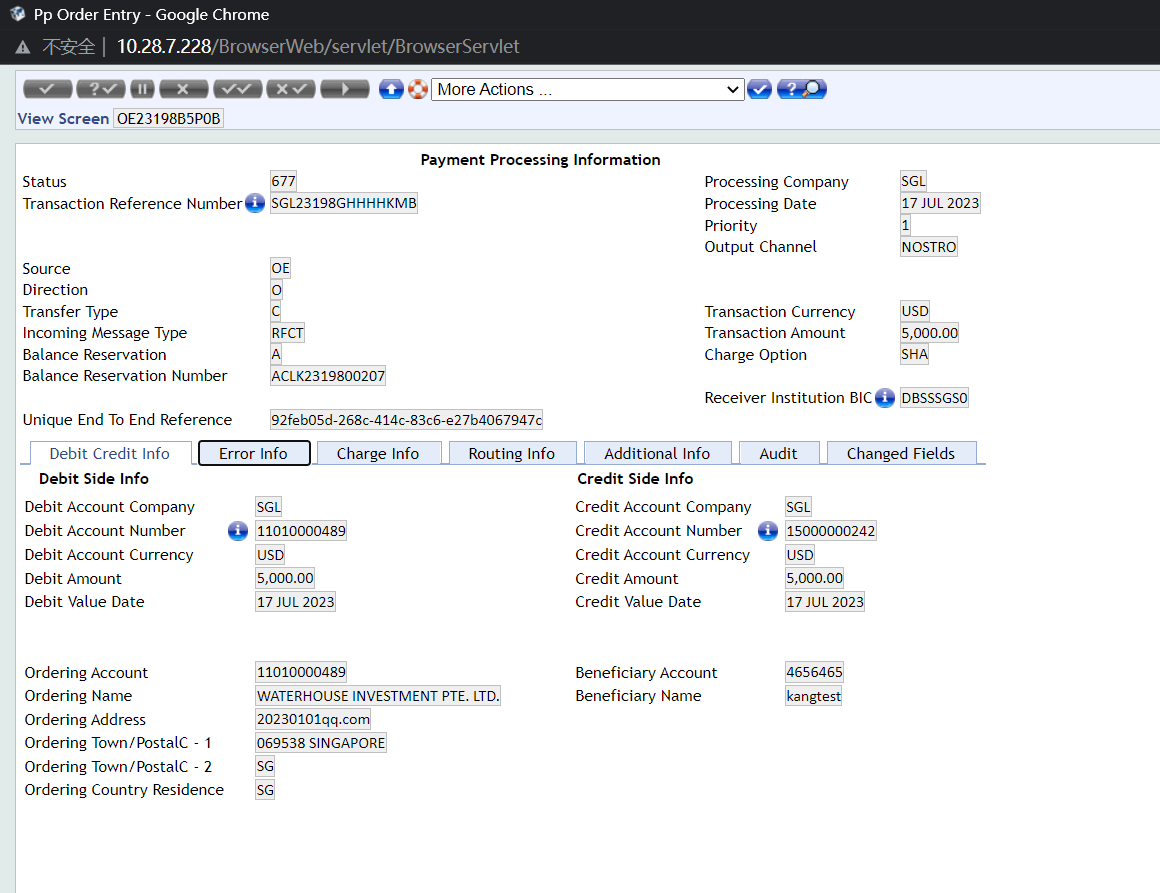 Pp Order Entry - Google Chrome
不安全 | 10.28.7.228/BrowserWeb/servlet/BrowserServlet
More Actions ...
View Screen OE23198B5P0B
Payment Processing Information
Status 677 Processing Company SGL
Transaction Reference Number SGL23198GHHHHKMB Processing Date 17 JUL 2023
Priority 1
Output Channel NOSTRO
Source OE
Direction O
Transfer Type C Transaction Currency USD
Incoming Message Type RFCT Transaction Amount 5,000.00
Balance Reservation A Charge Option SHA
Balance Reservation Number ACLK2319800207
Receiver Institution BIC DBSSSGS0
Unique End To End Reference 92feb05d-268c-414c-83c6-e27b4067947c
Debit Credit Info Error Info Charge Info Routing Info Additional Info Audit Changed Fields
Debit Side Info Credit Side Info
Debit Account Company SGL Credit Account Company SGL
Debit Account Number 11010000489 Credit Account Number 15000000242
Debit Account Currency USD Credit Account Currency USD
Debit Amount 5,000.00 Credit Amount 5,000.00
Debit Value Date 17 JUL 2023 Credit Value Date 17 JUL 2023
Ordering Account 11010000489 Beneficiary Account 4656465
Ordering Name WATERHOUSE INVESTMENT PTE. LTD. Beneficiary Name kangtest
Ordering Address 20230101qq.com
Ordering Town/PostalC - 1 069538 SINGAPORE
Ordering Town/PostalC - 2 SG
Ordering Country Residence SG